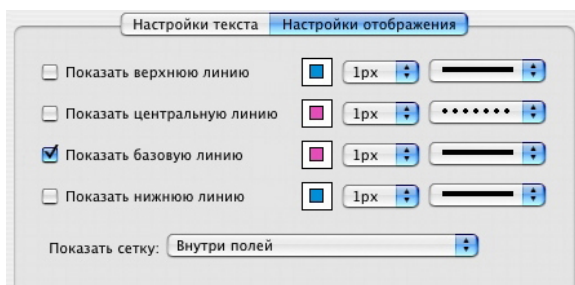 Настройки текста Настройки отображения
Показать верхнюю линию 1px
Показать центральную линию 1px
Показать базовую линию 1px
Показать нижнюю линию 1px
Показать сетку: Внутри полей